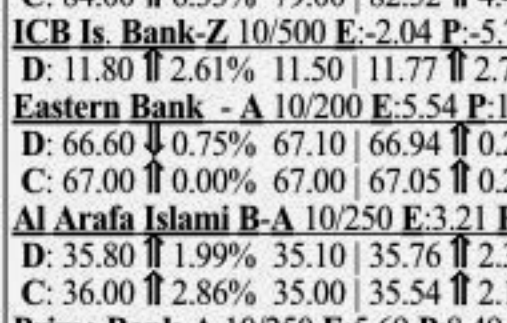 ICB Is. Bank-Z 10/500 E:-2.04 P:-5.
D: 11.80 ⇑ 2.61% 11.50 | 11.77 ⇑ 2.
Eastern Bank - A 10/200 E:5.54 P:1
D: 66.60 ⇓ 0.75% 67.10 | 66.94 ⇑ 0.
C: 67.00 ⇑ 0.00% 67.00 | 67.05 ⇑ 0.
Al Arafa Islami B-A 10/250 E:3.21
D: 35.80 ⇑ 1.99% 35.10 | 35.76 ⇑ 2.
C: 36.00 ⇑ 2.86% 35.00 | 35.54 ⇑ 2.